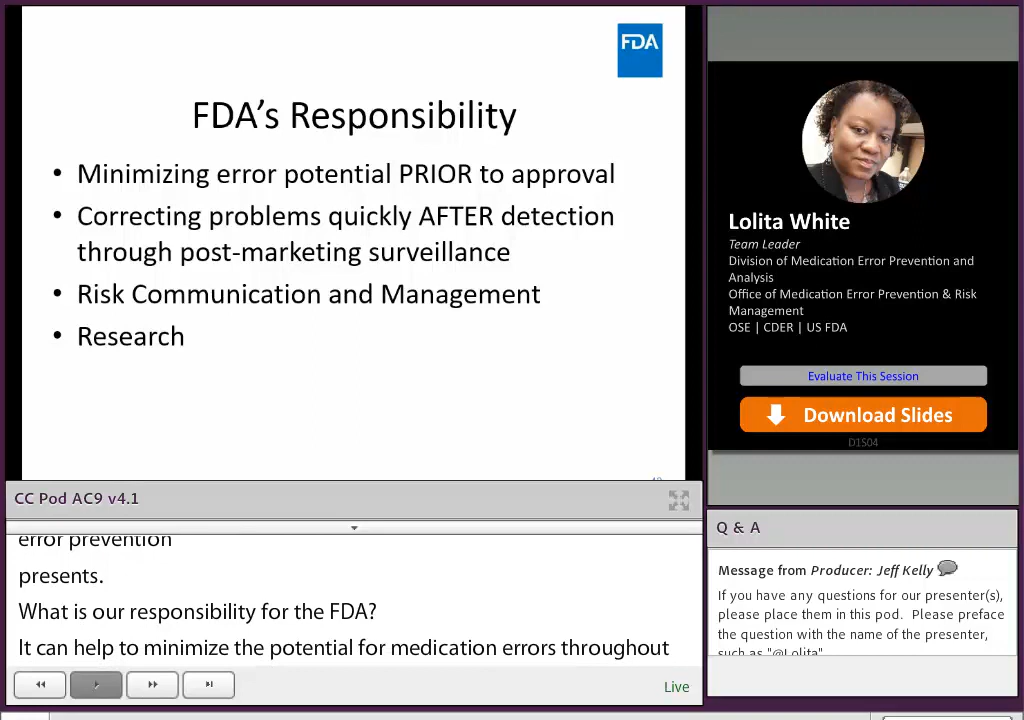 FDA
FDA’s Responsibility
• Minimizing error potential PRIOR to approval
• Correcting problems quickly AFTER detection
through post-marketing surveillance
• Risk Communication and Management
• Research
Lolita White
Team Leader
Division of Medication Error Prevention and
Analysis
Office of Medication Error Prevention & Risk
Management
OSE | CDER | US FDA
Evaluate This Session
Download Slides
D1S04
CC Pod AC9 v4.1
error prevention
presents.
What is our responsibility for the FDA?
It can help to minimize the potential for medication errors throughout
Live
Q & A
Message from Producer: Jeff Kelly
If you have any questions for our presenter(s),
please place them in this pod.  Please preface
the question with the name of the presenter,
such as "@Lolita"